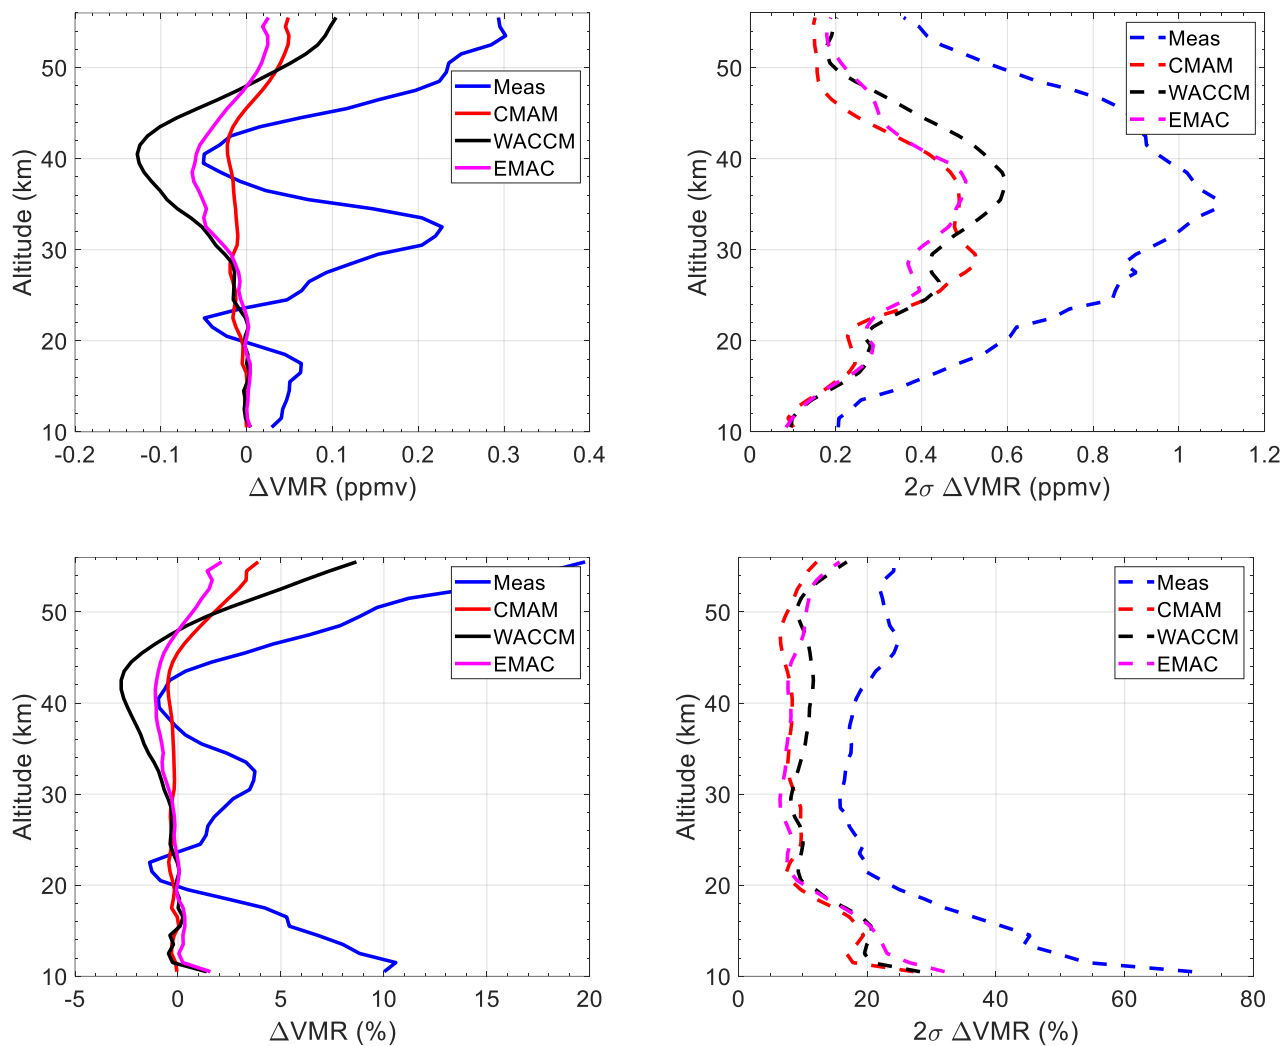 50
40
30
20
10
Altitude (km)
-0.2 -0.1 0 0.1 0.2 0.3 0.4
ΔVMR (ppmv)
Meas
CMAM
WACCM
EMAC
50
40
30
20
10
Altitude (km)
0 0.2 0.4 0.6 0.8 1 1.2
2σ ΔVMR (ppmv)
Meas
CMAM
WACCM
EMAC
50
40
30
20
10
Altitude (km)
-5 0 5 10 15 20
ΔVMR (%)
Meas
CMAM
WACCM
EMAC
50
40
30
20
10
Altitude (km)
0 20 40 60 80
2σ ΔVMR (%)
Meas
CMAM
WACCM
EMAC